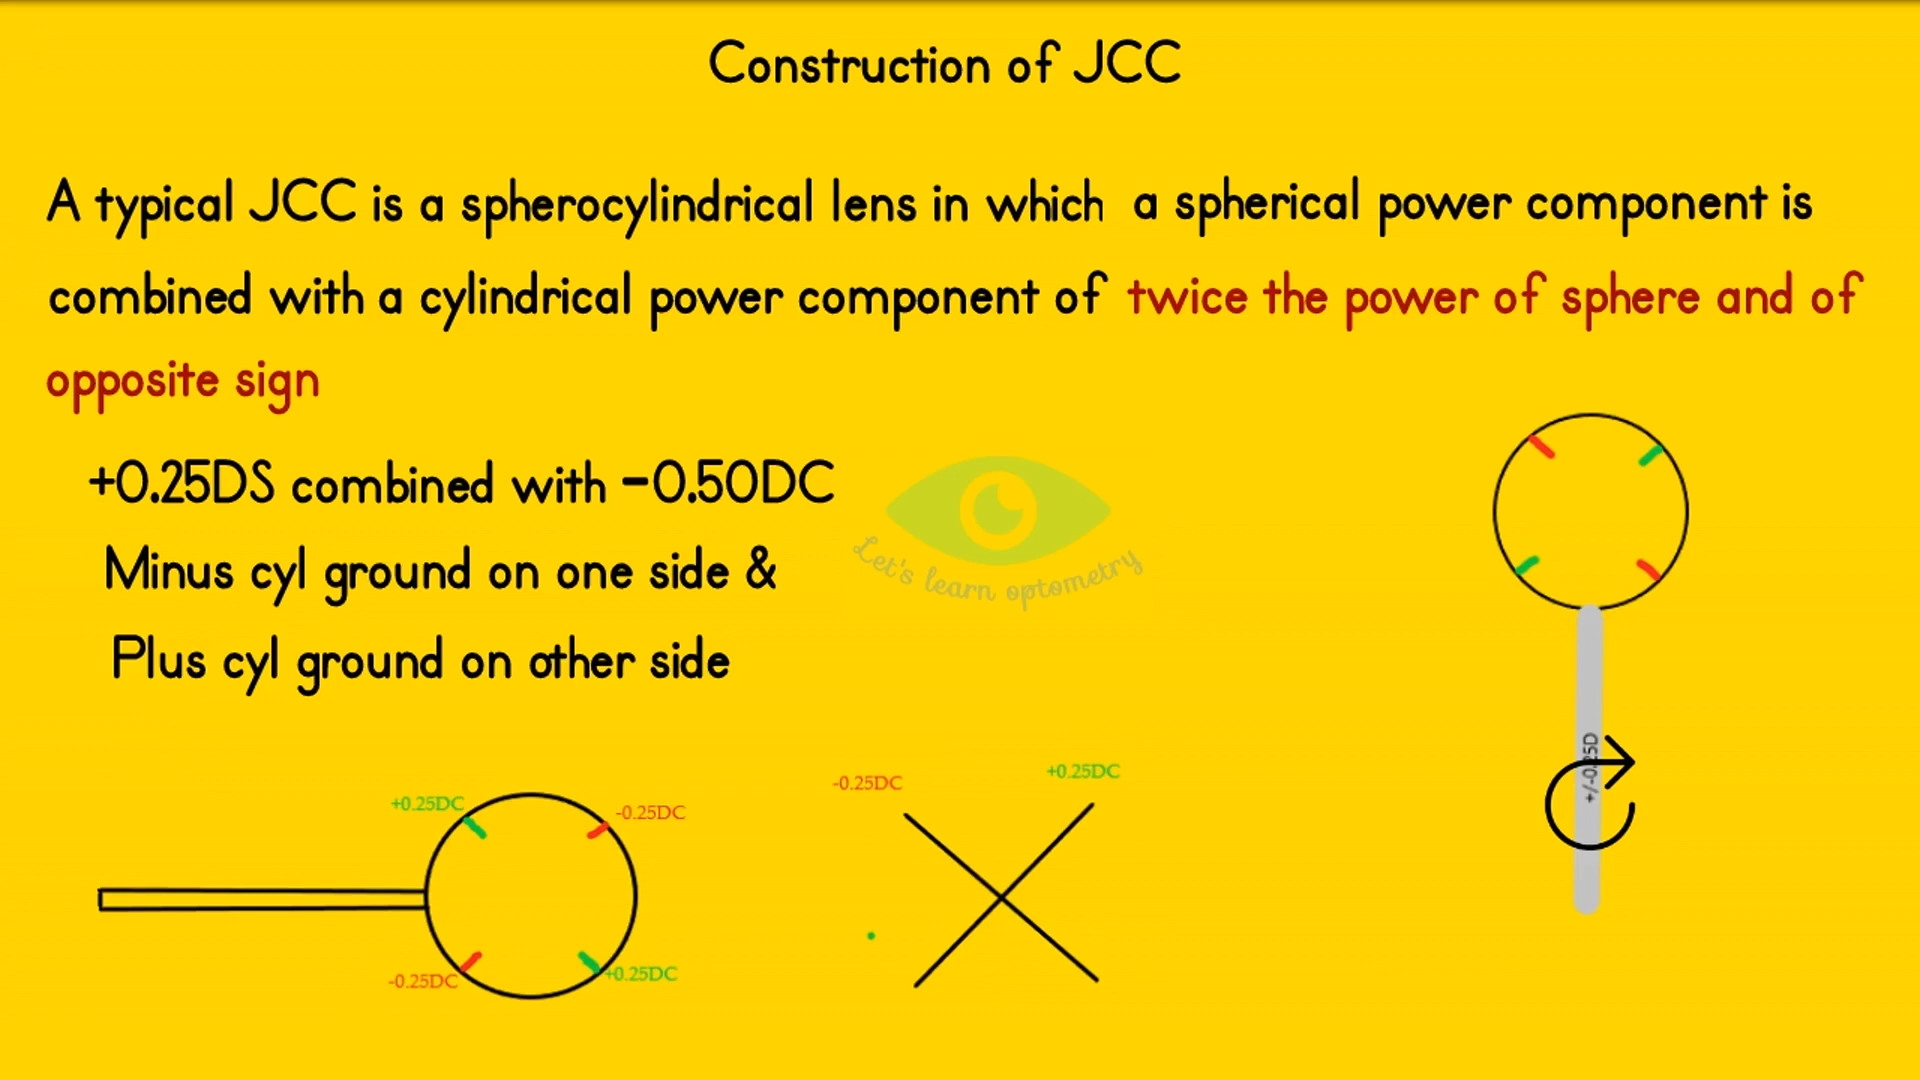 Construction of JCC
A typical JCC is a spherocylindrical lens in which a spherical power component is
combined with a cylindrical power component of twice the power of sphere and of
opposite sign
+0.25DS combined with -0.50DC
Minus cyl ground on one side &
Plus cyl ground on other side
Let's learn optometry
+0.25DC
-0.25DC
-0.25DC
+0.25DC
-0.25DC
+0.25DC